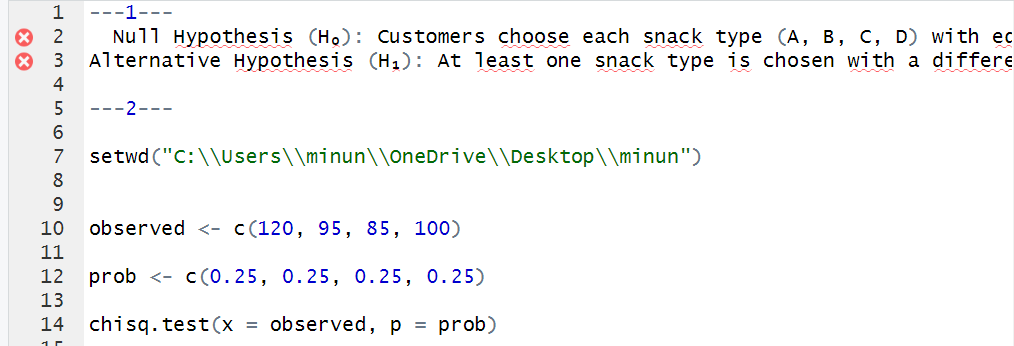 1 ---1---
2 Null Hypothesis (H₀): Customers choose each snack type (A, B, C, D) with
3 Alternative Hypothesis (H₁): At least one snack type is chosen with a
4
5 ---2---
6
7 setwd("C:\\Users\\minun\\OneDrive\\Desktop\\minun")
8
9
10 observed <- c(120, 95, 85, 100)
11
12 prob <- c(0.25, 0.25, 0.25, 0.25)
13
14 chisq.test(x = observed, p = prob)